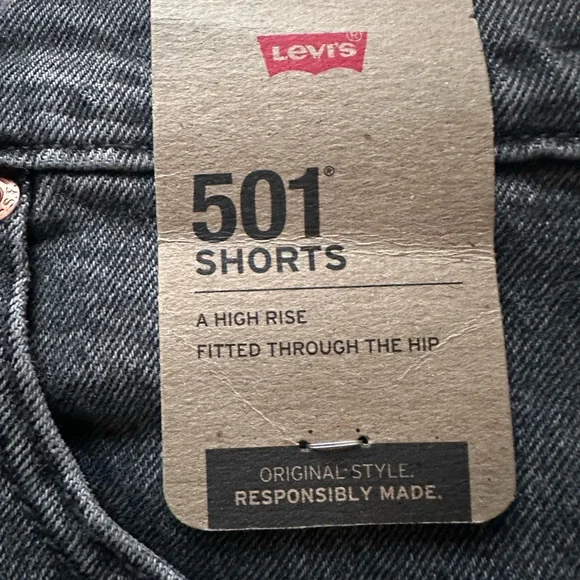 Levi's®
501®
SHORTS
A HIGH RISE
FITTED THROUGH THE HIP
ORIGINAL STYLE.
RESPONSIBLY MADE.